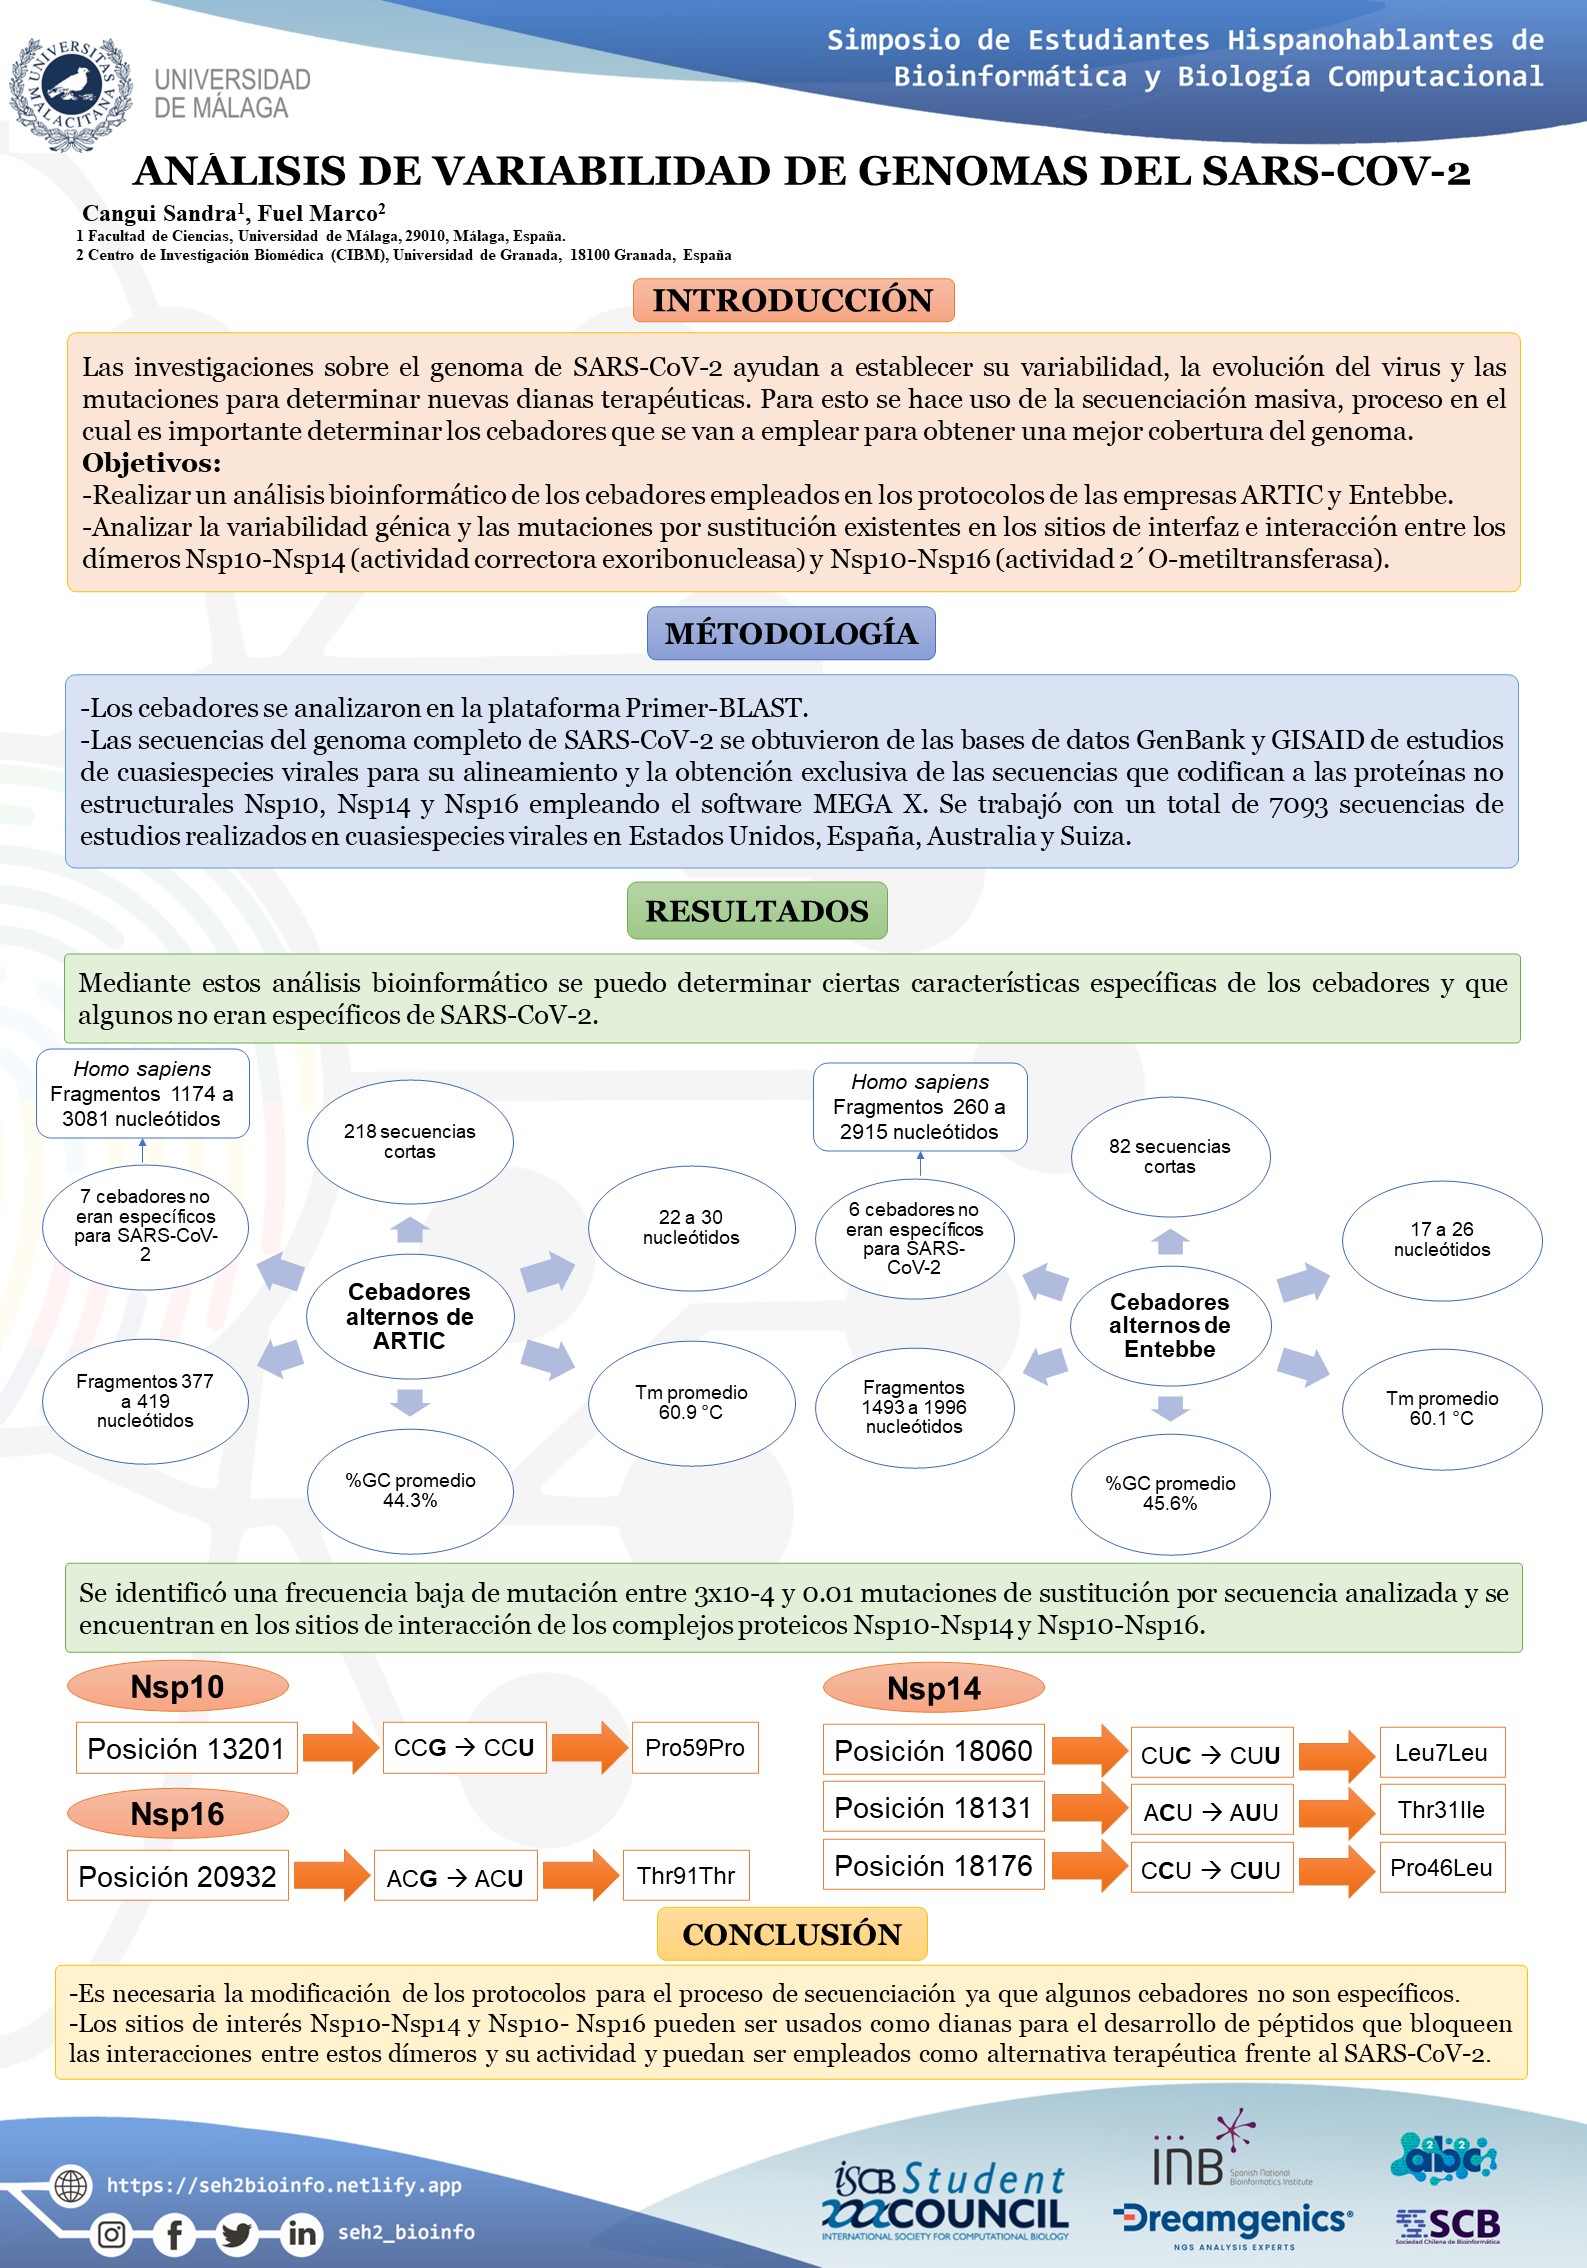 UNIVERSITAS MALACITANA
UNIVERSIDAD
DE MÁLAGA
Simposio de Estudiantes Hispanohablantes de
Bioinformática y Biología Computacional
ANÁLISIS DE VARIABILIDAD DE GENOMAS DEL SARS-COV-2
Cangui Sandra¹, Fuel Marco²
1 Facultad de Ciencias, Universidad de Málaga, 29010, Málaga, España.
2 Centro de Investigación Biomédica (CIBM), Universidad de Granada, 18100 Granada, España
INTRODUCCIÓN
Las investigaciones sobre el genoma de SARS-CoV-2 ayudan a establecer su variabilidad, la evolución del virus y las
mutaciones para determinar nuevas dianas terapéuticas. Para esto se hace uso de la secuenciación masiva, proceso en el
cual es importante determinar los cebadores que se van a emplear para obtener una mejor cobertura del genoma.
Objetivos:
-Realizar un análisis bioinformático de los cebadores empleados en los protocolos de las empresas ARTIC y Entebbe.
-Analizar la variabilidad génica y las mutaciones por sustitución existentes en los sitios de interfaz e interacción entre los
dímeros Nsp10-Nsp14 (actividad correctora exoribonucleasa) y Nsp10-Nsp16 (actividad 2´O-metiltransferasa).
MÉTODOLOGÍA
-Los cebadores se analizaron en la plataforma Primer-BLAST.
-Las secuencias del genoma completo de SARS-CoV-2 se obtuvieron de las bases de datos GenBank y GISAID de estudios
de cuasiespecies virales para su alineamiento y la obtención exclusiva de las secuencias que codifican a las proteínas no
estructurales Nsp10, Nsp14 y Nsp16 empleando el software MEGA X. Se trabajó con un total de 7093 secuencias de
estudios realizados en cuasiespecies virales en Estados Unidos, España, Australia y Suiza.
RESULTADOS
Mediante estos análisis bioinformático se puedo determinar ciertas características específicas de los cebadores y que
algunos no eran específicos de SARS-CoV-2.
Homo sapiens
Fragmentos 1174 a
3081 nucleótidos
218 secuencias
cortas
7 cebadores no
eran específicos
para SARS-CoV-
2
22 a 30
nucleótidos
Cebadores
alternos de
ARTIC
Fragmentos 377
a 419
nucleótidos
Tm promedio
60.9 °C
%GC promedio
44.3%
Homo sapiens
Fragmentos 260 a
2915 nucleótidos
82 secuencias
cortas
6 cebadores no
eran específicos
para SARS-
CoV-2
17 a 26
nucleótidos
Cebadores
alternos de
Entebbe
Fragmentos
1493 a 1996
nucleótidos
Tm promedio
60.1 °C
%GC promedio
45.6%
Se identificó una frecuencia baja de mutación entre 3x10-4 y 0.01 mutaciones de sustitución por secuencia analizada y se
encuentran en los sitios de interacción de los complejos proteicos Nsp10-Nsp14 y Nsp10-Nsp16.
Nsp10
Posición 13201 CCG → CCU Pro59Pro
Nsp16
Posición 20932 ACG → ACU Thr91Thr
Nsp14
Posición 18060 CUC → CUU Leu7Leu
Posición 18131 ACU → AUU Thr31Ile
Posición 18176 CCU → CUU Pro46Leu
CONCLUSIÓN
-Es necesaria la modificación de los protocolos para el proceso de secuenciación ya que algunos cebadores no son específicos.
-Los sitios de interés Nsp10-Nsp14 y Nsp10- Nsp16 pueden ser usados como dianas para el desarrollo de péptidos que bloqueen
las interacciones entre estos dímeros y su actividad y puedan ser empleados como alternativa terapéutica frente al SARS-CoV-2.
https://seh2bioinfo.netlify.app
seh2_bioinfo
iSCB Student
COUNCIL
INTERNATIONAL SOCIETY FOR COMPUTATIONAL BIOLOGY
INB
Spanish National
Bioinformatics Institute
Dreamgenics®
NGS ANALYSIS EXPERTS
abc
2 2
SCB
Sociedad Chilena de Bioinformática